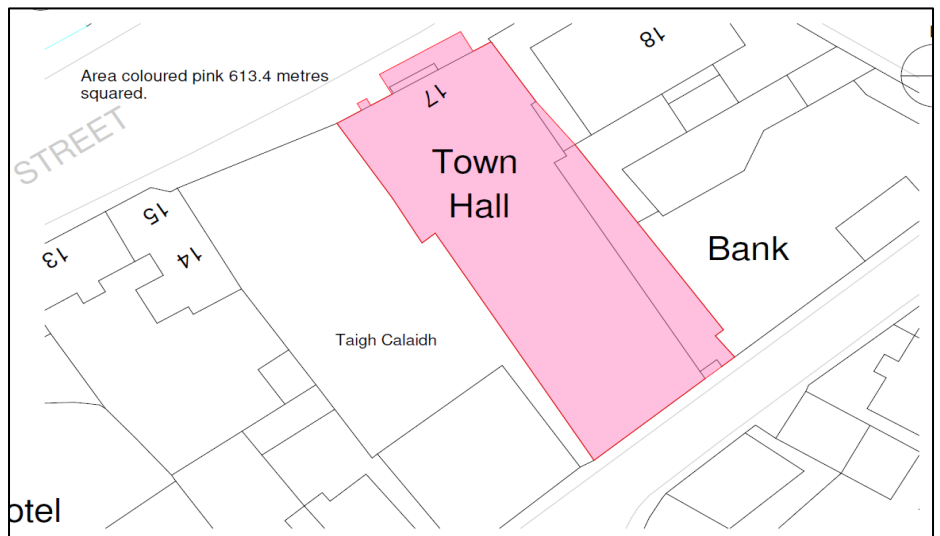 Area coloured pink 613.4 metres
squared.
STREET
17
18
Town
Hall
15
14
13
Bank
Taigh Calaidh
otel